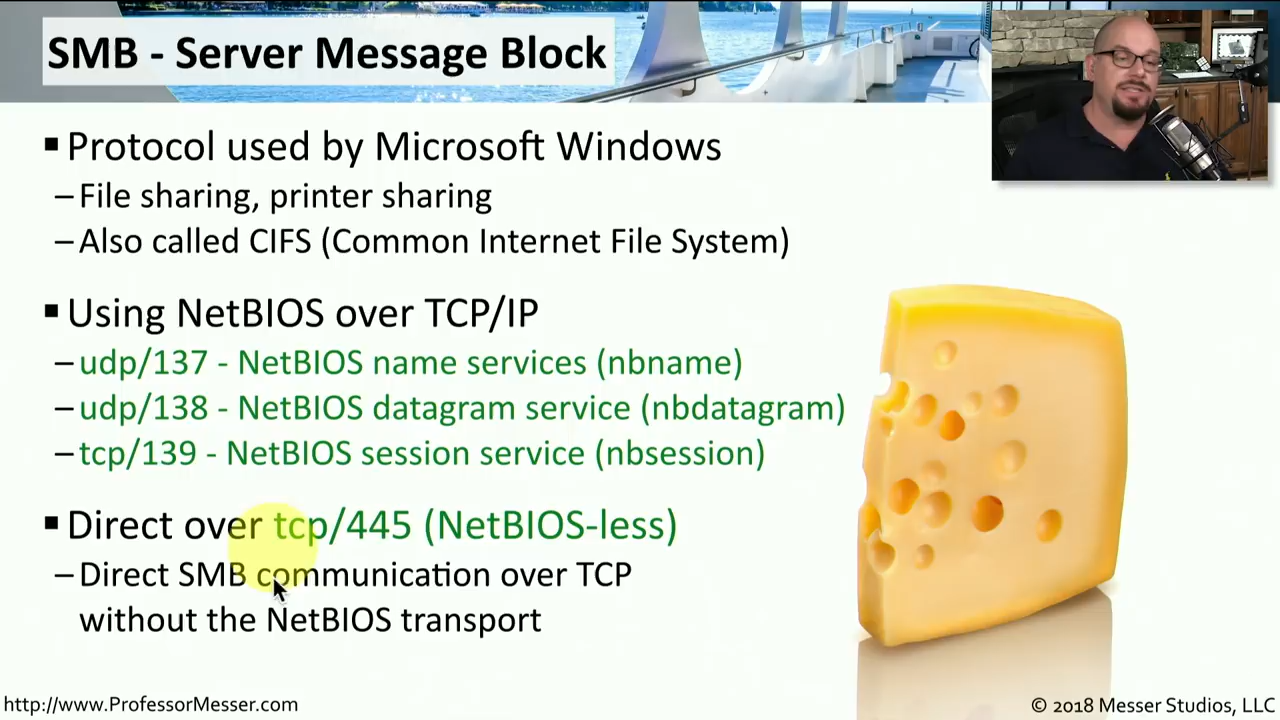 SMB - Server Message Block
▪ Protocol used by Microsoft Windows
– File sharing, printer sharing
– Also called CIFS (Common Internet File System)
▪ Using NetBIOS over TCP/IP
– udp/137 - NetBIOS name services (nbname)
– udp/138 - NetBIOS datagram service (nbdatagram)
– tcp/139 - NetBIOS session service (nbsession)
▪ Direct over tcp/445 (NetBIOS-less)
– Direct SMB communication over TCP
without the NetBIOS transport
http://www.ProfessorMesser.com
© 2018 Messer Studios, LLC